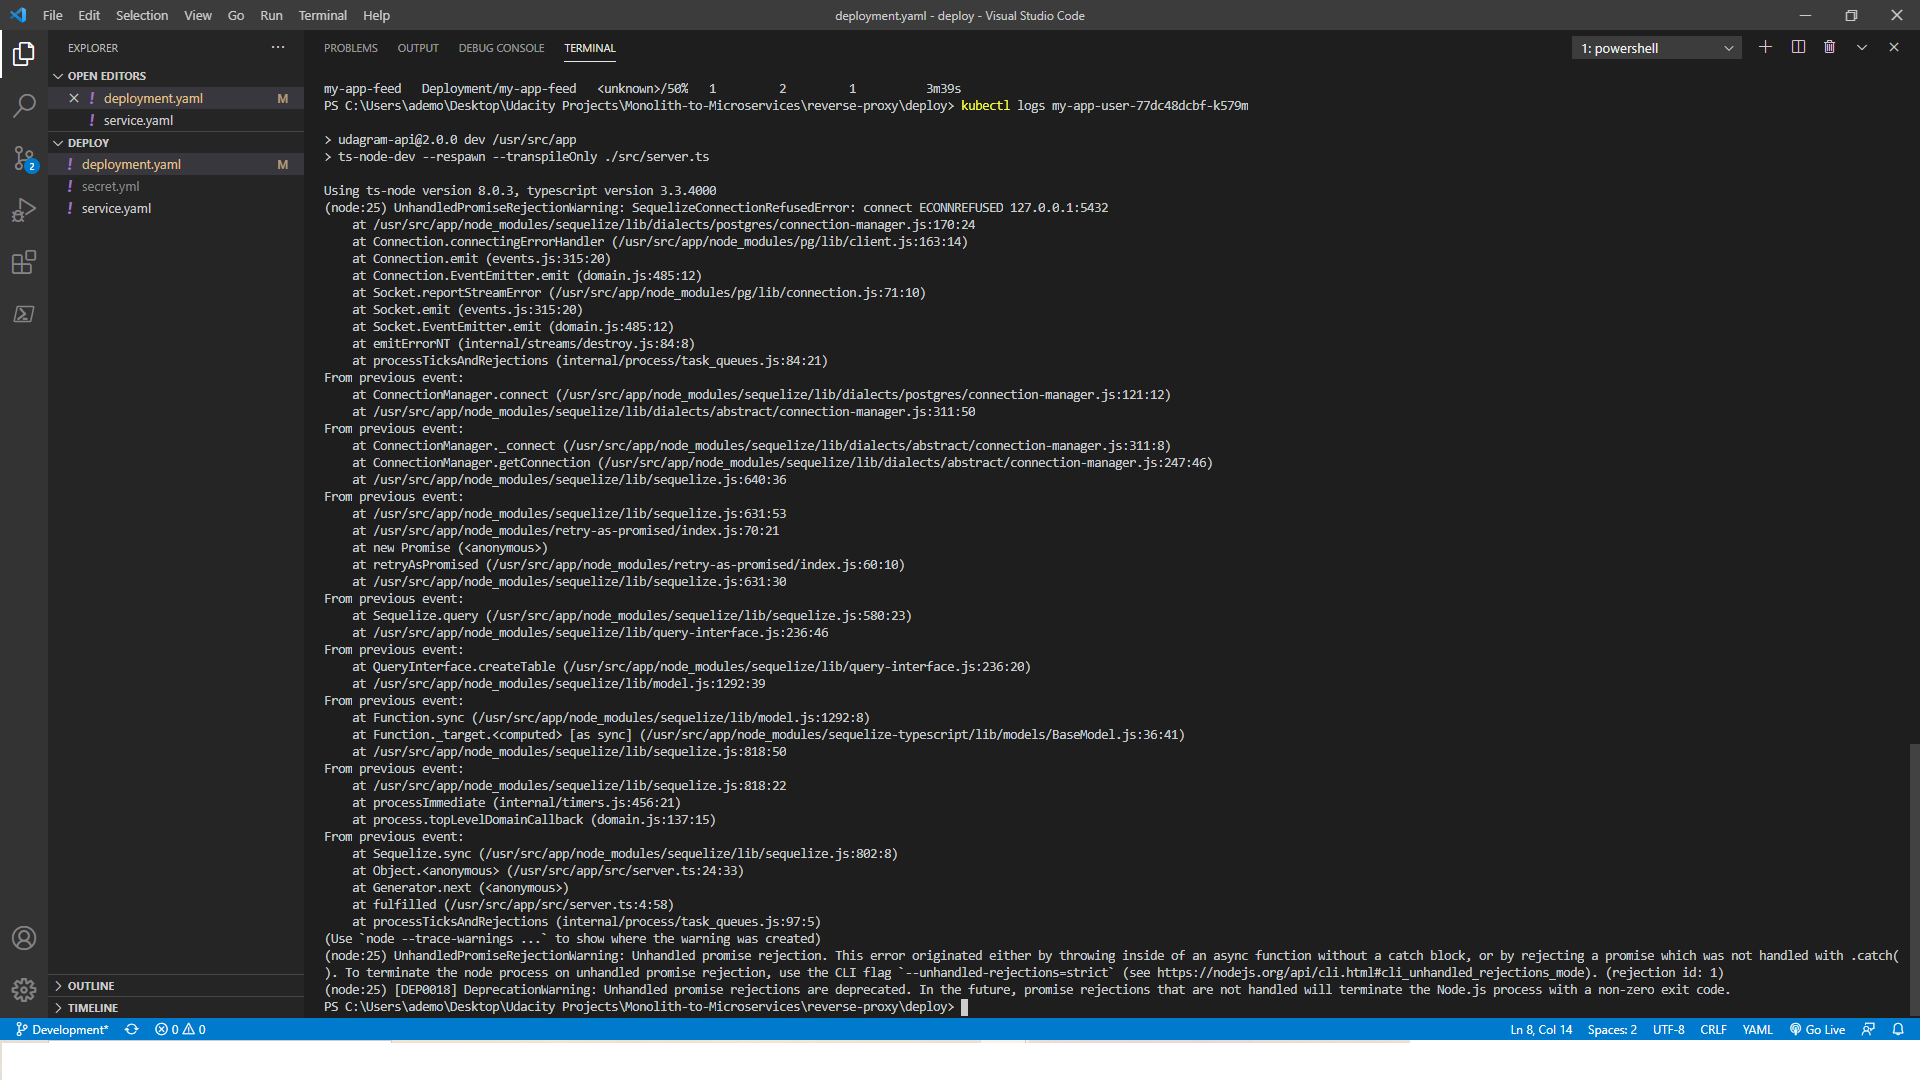 File Edit Selection View Go Run Terminal Help
deployment.yaml - deploy - Visual Studio Code
EXPLORER
OPEN EDITORS
deployment.yaml M
service.yaml
DEPLOY
deployment.yaml M
secret.yml
service.yaml
2
OUTLINE
TIMELINE
PROBLEMS OUTPUT DEBUG CONSOLE TERMINAL
1: powershell
my-app-feed Deployment/my-app-feed <unknown>/50% 1 2 1 3m39s
PS C:\Users\ademo\Desktop\Udacity Projects\Monolith-to-Microservices\reverse-proxy\deploy> kubectl logs my-app-user-77dc48dcbf-k579m
> udagram-api@2.0.0 dev /usr/src/app
> ts-node-dev --respawn --transpileOnly ./src/server.ts
Using ts-node version 8.0.3, typescript version 3.3.4000
(node:25) UnhandledPromiseRejectionWarning: SequelizeConnectionRefusedError: connect ECONNREFUSED 127.0.0.1:5432
at /usr/src/app/node_modules/sequelize/lib/dialects/postgres/connection-manager.js:170:24
at Connection.connectingErrorHandler (/usr/src/app/node_modules/pg/lib/client.js:163:14)
at Connection.emit (events.js:315:20)
at Connection.EventEmitter.emit (domain.js:485:12)
at Socket.reportStreamError (/usr/src/app/node_modules/pg/lib/connection.js:71:10)
at Socket.emit (events.js:315:20)
at Socket.EventEmitter.emit (domain.js:485:12)
at emitErrorNT (internal/streams/destroy.js:84:8)
at processTicksAndRejections (internal/process/task_queues.js:84:21)
From previous event:
at ConnectionManager.connect (/usr/src/app/node_modules/sequelize/lib/dialects/postgres/connection-manager.js:121:12)
at /usr/src/app/node_modules/sequelize/lib/dialects/abstract/connection-manager.js:311:50
From previous event:
at ConnectionManager._connect (/usr/src/app/node_modules/sequelize/lib/dialects/abstract/connection-manager.js:311:8)
at ConnectionManager.getConnection (/usr/src/app/node_modules/sequelize/lib/dialects/abstract/connection-manager.js:247:46)
at /usr/src/app/node_modules/sequelize/lib/sequelize.js:640:36
From previous event:
at /usr/src/app/node_modules/sequelize/lib/sequelize.js:631:53
at /usr/src/app/node_modules/retry-as-promised/index.js:70:21
at new Promise (<anonymous>)
at retryAsPromised (/usr/src/app/node_modules/retry-as-promised/index.js:60:10)
at /usr/src/app/node_modules/sequelize/lib/sequelize.js:631:30
From previous event:
at Sequelize.query (/usr/src/app/node_modules/sequelize/lib/sequelize.js:580:23)
at /usr/src/app/node_modules/sequelize/lib/query-interface.js:236:46
From previous event:
at QueryInterface.createTable (/usr/src/app/node_modules/sequelize/lib/query-interface.js:236:20)
at /usr/src/app/node_modules/sequelize/lib/model.js:1292:39
From previous event:
at Function.sync (/usr/src/app/node_modules/sequelize/lib/model.js:1292:8)
at Function._target.<computed> [as sync] (/usr/src/app/node_modules/sequelize-typescript/lib/models/BaseModel.js:36:41)
at /usr/src/app/node_modules/sequelize/lib/sequelize.js:818:50
From previous event:
at /usr/src/app/node_modules/sequelize/lib/sequelize.js:818:22
at processImmediate (internal/timers.js:456:21)
at process.topLevelDomainCallback (domain.js:137:15)
From previous event:
at Sequelize.sync (/usr/src/app/node_modules/sequelize/lib/sequelize.js:802:8)
at Object.<anonymous> (/usr/src/app/src/server.ts:24:33)
at Generator.next (<anonymous>)
at fulfilled (/usr/src/app/src/server.ts:4:58)
at processTicksAndRejections (internal/process/task_queues.js:97:5)
(Use `node --trace-warnings ...` to show where the warning was created)
(node:25) UnhandledPromiseRejectionWarning: Unhandled promise rejection. This error originated either by throwing inside of an async function without a catch block, or by rejecting a promise which was not handled with .catch(
). To terminate the node process on unhandled promise rejection, use the CLI flag `--unhandled-rejections=strict` (see https://nodejs.org/api/cli.html#cli_unhandled_rejections_mode). (rejection id: 1)
(node:25) [DEP0018] DeprecationWarning: Unhandled promise rejections are deprecated. In the future, promise rejections that are not handled will terminate the Node.js process with a non-zero exit code.
PS C:\Users\ademo\Desktop\Udacity Projects\Monolith-to-Microservices\reverse-proxy\deploy>
Development* 0 0 Ln 8, Col 14 Spaces: 2 UTF-8 CRLF YAML Go Live